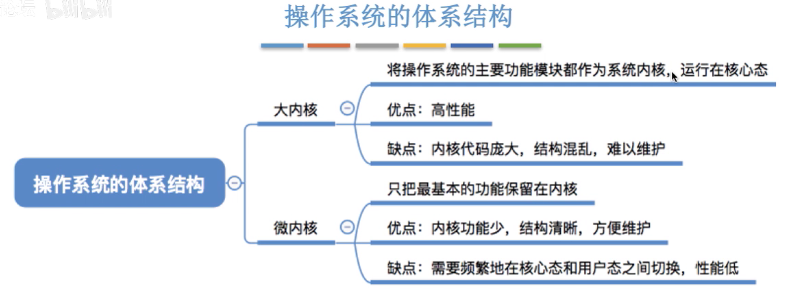 bilibili
操作系统的体系结构
将操作系统的主要功能模块都作为系统内核，运行在核心态
大内核
优点：高性能
缺点：内核代码庞大，结构混乱，难以维护
操作系统的体系结构
只把最基本的功能保留在内核
微内核
优点：内核功能少，结构清晰，方便维护
缺点：需要频繁地在核心态和用户态之间切换，性能低